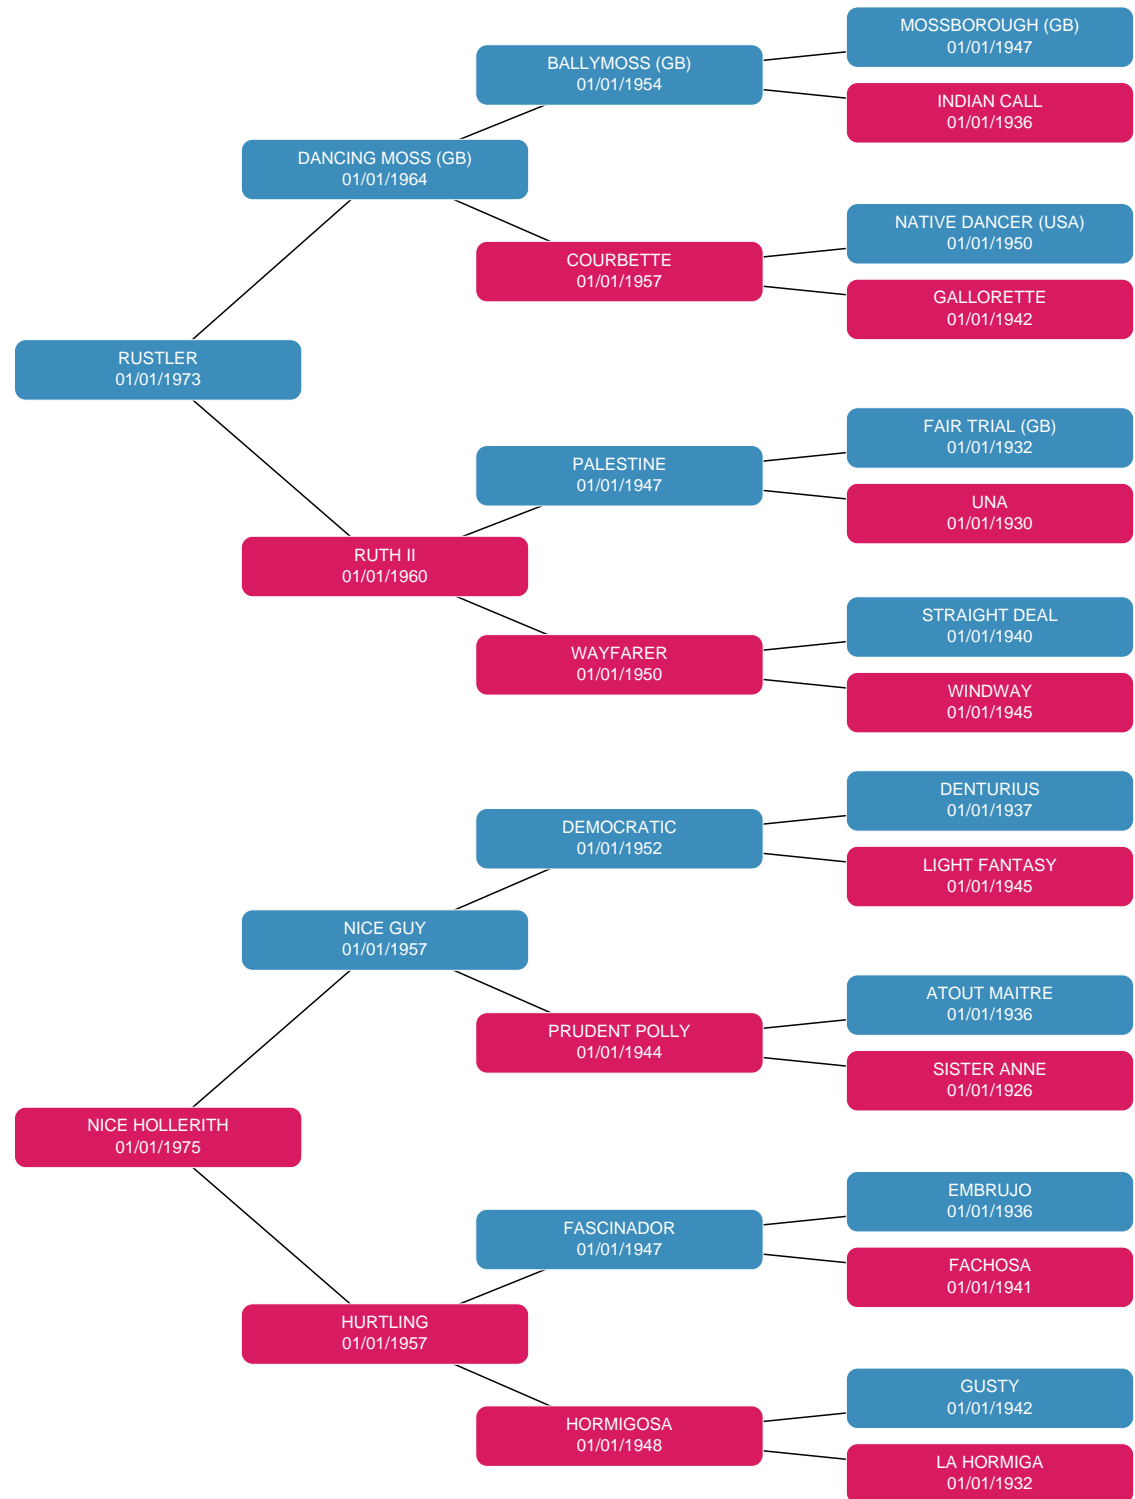 MOSSBOROUGH (GB)
01/01/1947
BALLYMOSS (GB)
01/01/1954
INDIAN CALL
01/01/1936
DANCING MOSS (GB)
01/01/1964
NATIVE DANCER (USA)
01/01/1950
COURBETTE
01/01/1957
GALLORETTE
01/01/1942
RUSTLER
01/01/1973
FAIR TRIAL (GB)
01/01/1932
PALESTINE
01/01/1947
UNA
01/01/1930
RUTH II
01/01/1960
STRAIGHT DEAL
01/01/1940
WAYFARER
01/01/1950
WINDWAY
01/01/1945
DENTURIUS
01/01/1937
DEMOCRATIC
01/01/1952
LIGHT FANTASY
01/01/1945
NICE GUY
01/01/1957
ATOUT MAITRE
01/01/1936
PRUDENT POLLY
01/01/1944
SISTER ANNE
01/01/1926
NICE HOLLERITH
01/01/1975
EMBRUJO
01/01/1936
FASCINADOR
01/01/1947
FACHOSA
01/01/1941
HURTLING
01/01/1957
GUSTY
01/01/1942
HORMIGOSA
01/01/1948
LA HORMIGA
01/01/1932